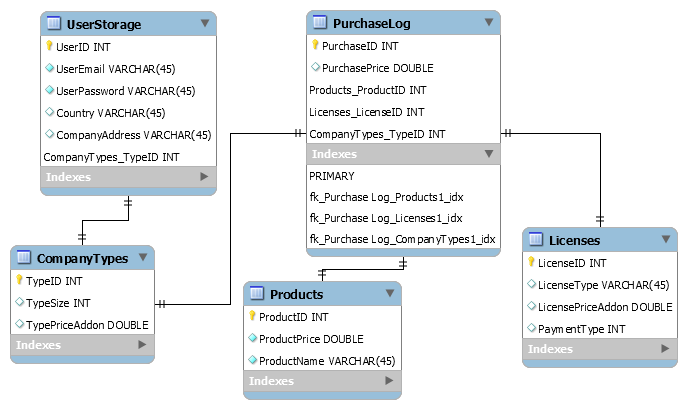 UserStorage
UserID INT
UserEmail VARCHAR(45)
UserPassword VARCHAR(45)
Country VARCHAR(45)
CompanyAddress VARCHAR(45)
CompanyTypes_TypeID INT
Indexes
PurchaseLog
PurchaseID INT
PurchasePrice DOUBLE
Products_ProductID INT
Licenses_LicenseID INT
CompanyTypes_TypeID INT
Indexes
PRIMARY
fk_Purchase Log_Products1_idx
fk_Purchase Log_Licenses1_idx
fk_Purchase Log_CompanyTypes1_idx
CompanyTypes
TypeID INT
TypeSize INT
TypePriceAddon DOUBLE
Indexes
Products
ProductID INT
ProductPrice DOUBLE
ProductName VARCHAR(45)
Indexes
Licenses
LicenseID INT
LicenseType VARCHAR(45)
LicensePriceAddon DOUBLE
PaymentType INT
Indexes